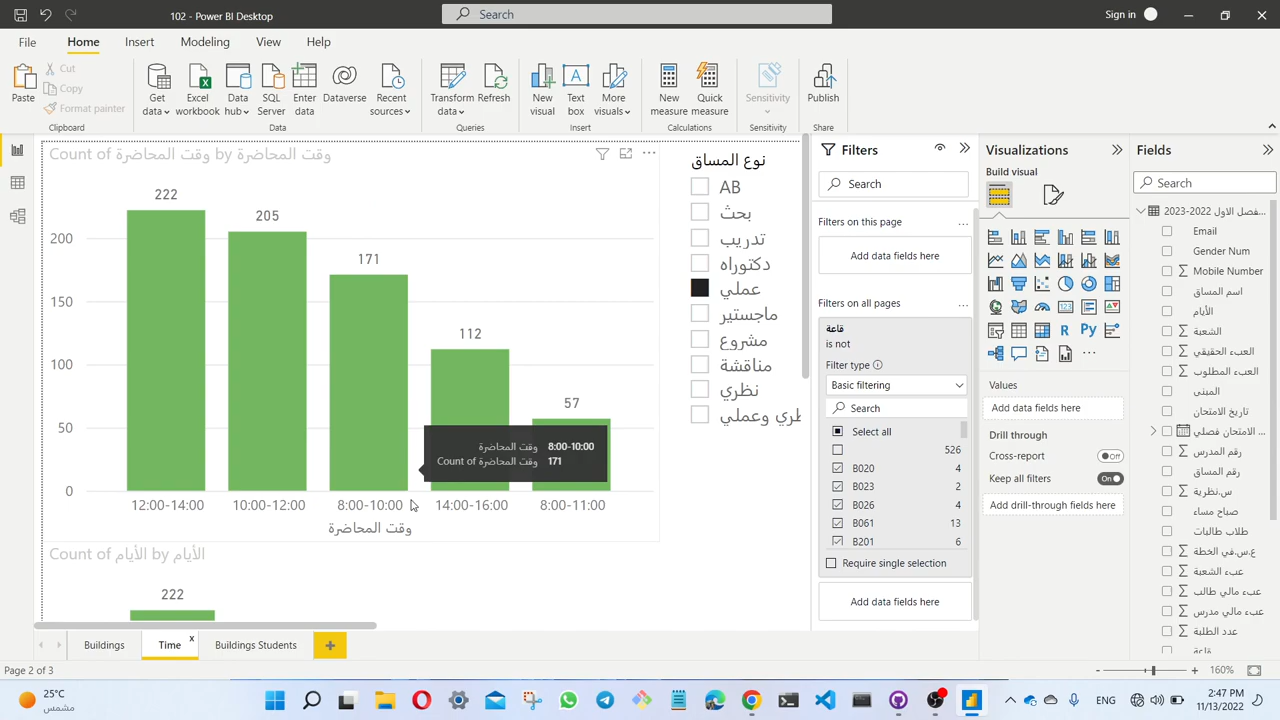 102 - Power BI Desktop
Search
Sign in
File
Home
Insert
Modeling
View
Help
Paste
Cut
Copy
Format painter
Clipboard
Get data
Excel workbook
Data hub
SQL Server
Enter data
Dataverse
Recent sources
Data
Transform data
Refresh
Queries
New visual
Text box
More visuals
Insert
New measure
Quick measure
Calculations
Sensitivity
Sensitivity
Publish
Share
Count of وقت المحاضرة by وقت المحاضرة
222
205
171
112
57
200
150
100
50
0
12:00-14:00
10:00-12:00
8:00-10:00
14:00-16:00
8:00-11:00
وقت المحاضرة
وقت المحاضرة 8:00-10:00
Count of وقت المحاضرة 171
Count of الأيام by الأيام
222
نوع المساق
AB
بحث
تدريب
دكتوراه
عملي
ماجستير
مشروع
مناقشة
نظري
ظري وعملي
Filters
Search
Filters on this page
...
Add data fields here
Filters on all pages
...
قاعة
is not
Filter type
Basic filtering
Search
Select all
526
B020 4
B023 2
B026 4
B061 13
B201 6
Require single selection
Add data fields here
Visualizations
Build visual
R
Py
...
Values
Add data fields here
Drill through
Cross-report
Off
Keep all filters
On
Add drill-through fields here
Fields
Search
فصل الاول 2022-2023...
Email
Gender Num
Mobile Number
اسم المساق
الأيام
الشعبة
العبء الحقيقي
العبء المطلوب
المبنى
تاريخ الامتحان
الامتحان فصلي...
رقم المدرس
رقم المساق
س.نظرية
صباح مساء
طلاب طالبات
ع.س.في الخطة
عبء الشعبة
عبء مالي طالب
عبء مالي مدرس
عدد الطلبة
قاعة
Buildings
Time
x
Buildings Students
+
Page 2 of 3
-
+
160%
25°C
مشمس
ENG
2:47 PM
11/13/2022